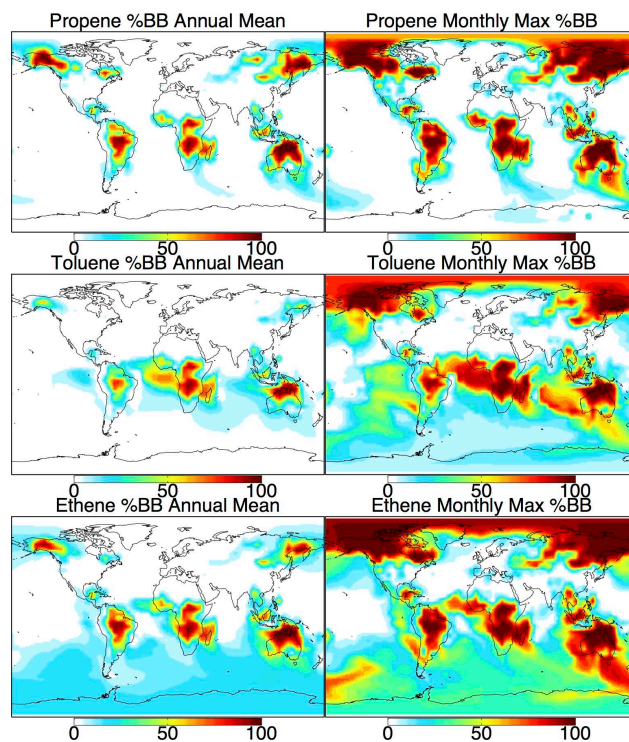 Propene %BB Annual Mean
Propene Monthly Max %BB
0 50 100
0 50 100
Toluene %BB Annual Mean
Toluene Monthly Max %BB
0 50 100
0 50 100
Ethene %BB Annual Mean
Ethene Monthly Max %BB
0 50 100
0 50 100